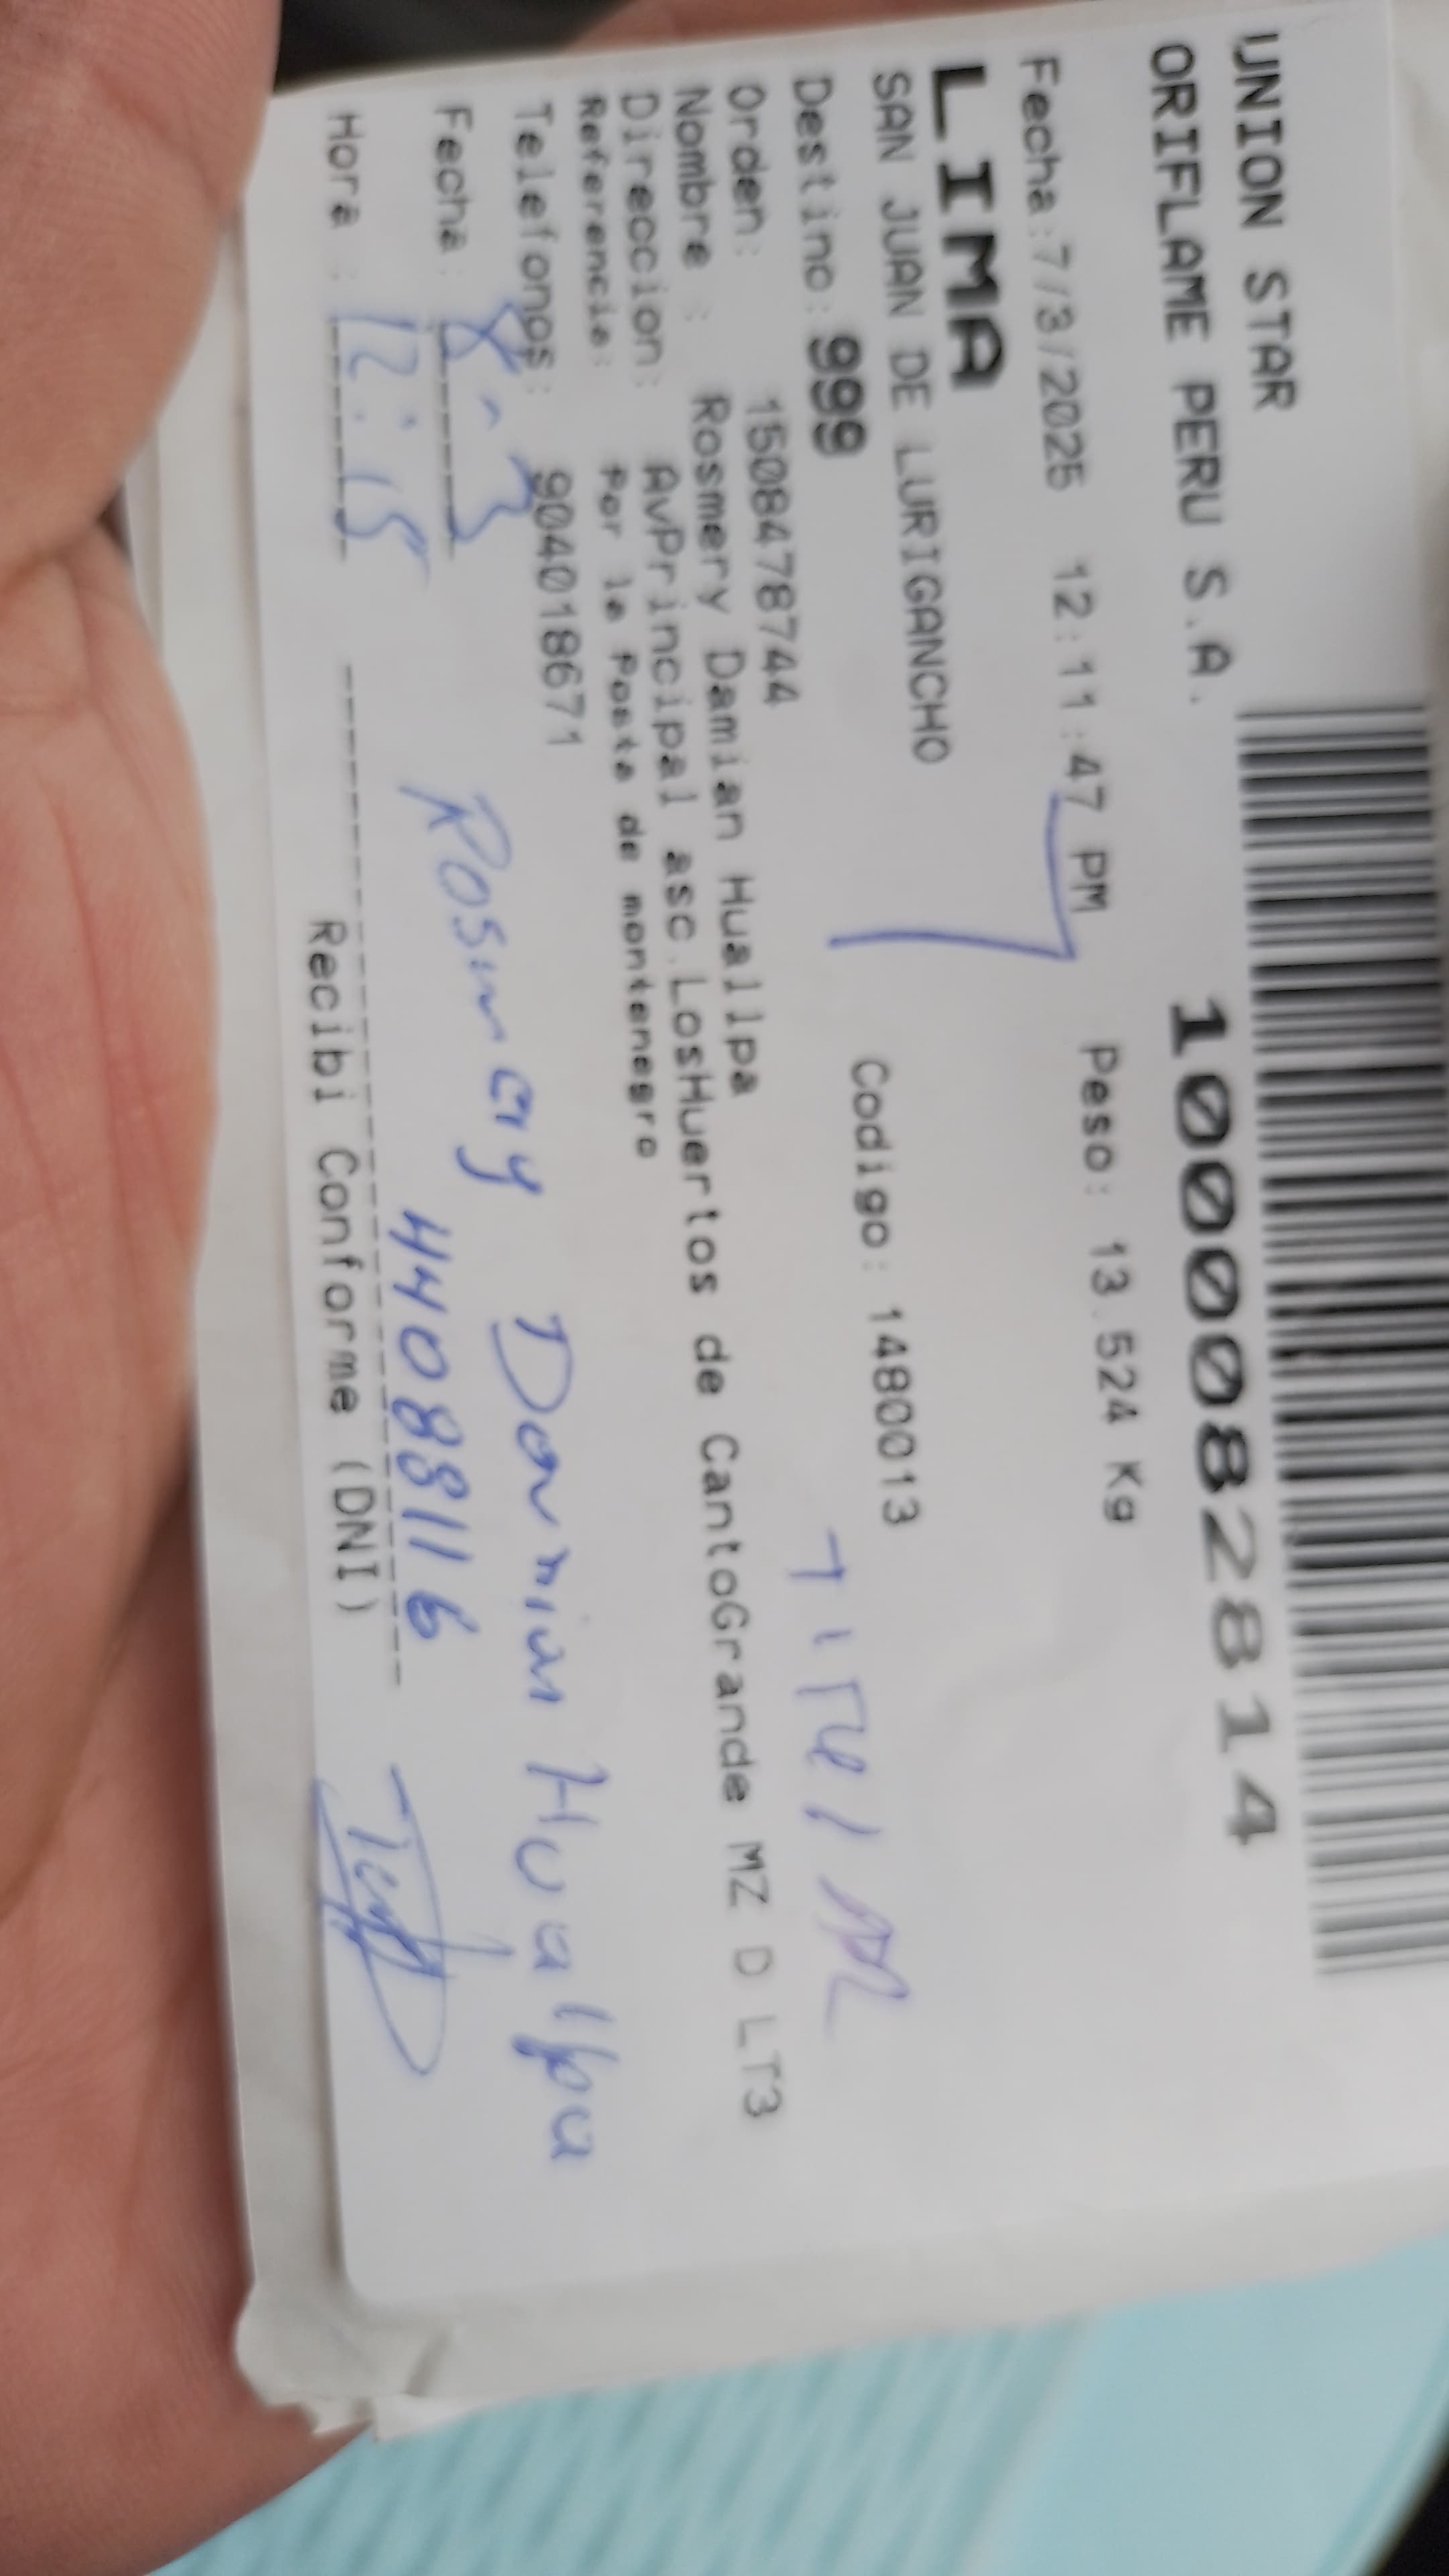 UNION STAR
ORIFLAME PERU S.A. 1000082814
Fecha:7/3/2025 12:11:47 PM Peso: 13.524 Kg
LIMA
SAN JUAN DE LURIGANCHO
Destino: 999 Codigo: 1480013
TITULAR
Orden: 1508478744
Nombre : Rosmery Damian Huallpa
Direccion: AvPrincipal asc.LosHuertos de CantoGrande MZ D LT3
Referencia: Por la Posta de montenegro
Telefonos: 904018671
Rosmery Damian Huallpa
Fecha: 8-3
44088116
Hora : 12:15
Recibi Conforme (DNI)